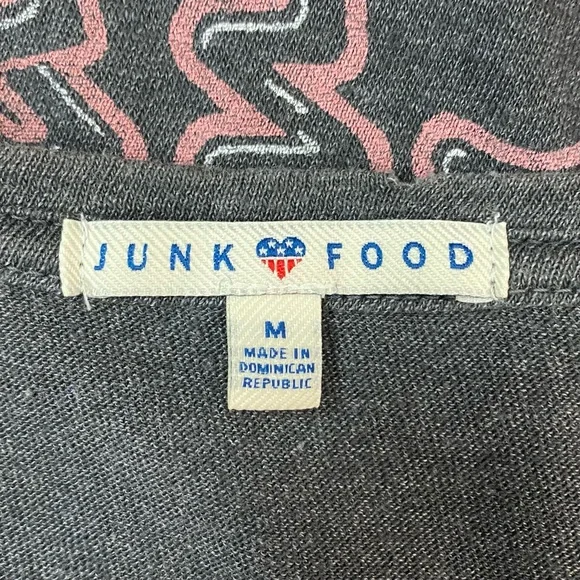 JUNK FOOD
M
MADE IN
DOMINICAN
REPUBLIC